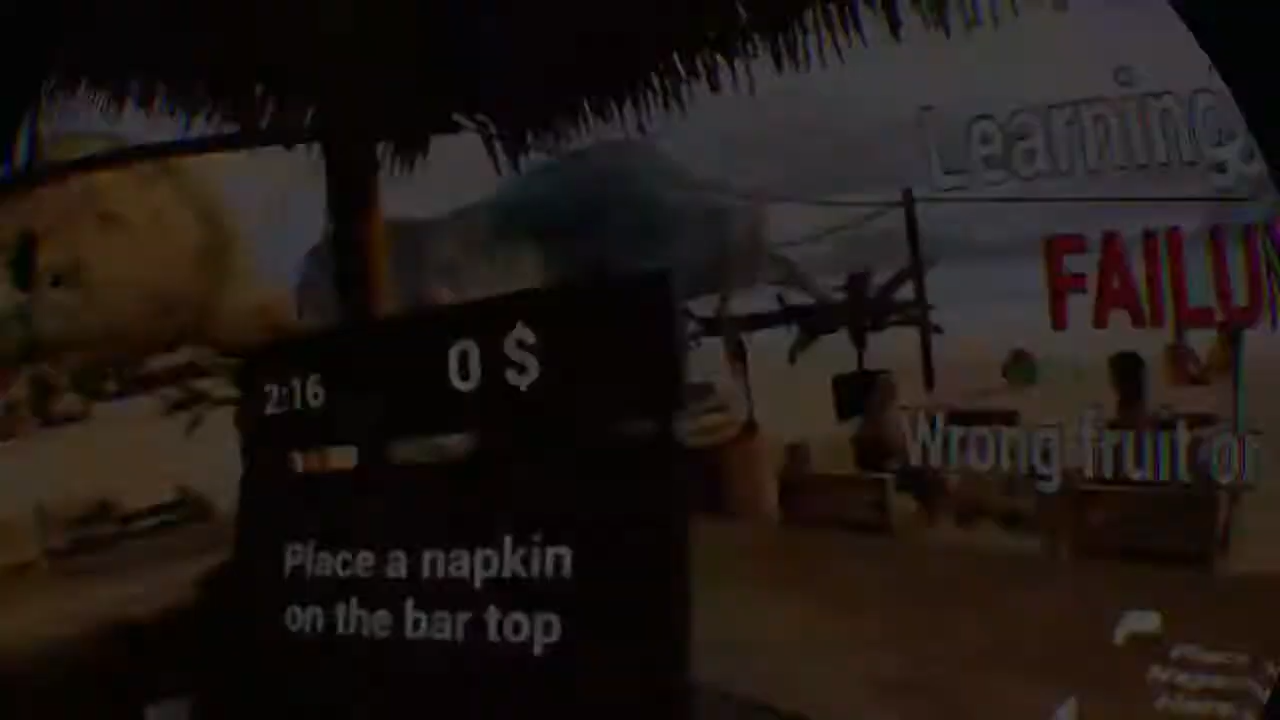 Learning
FAILU
2:16
0 $
Wrong fruit or
Place a napkin
on the bar top